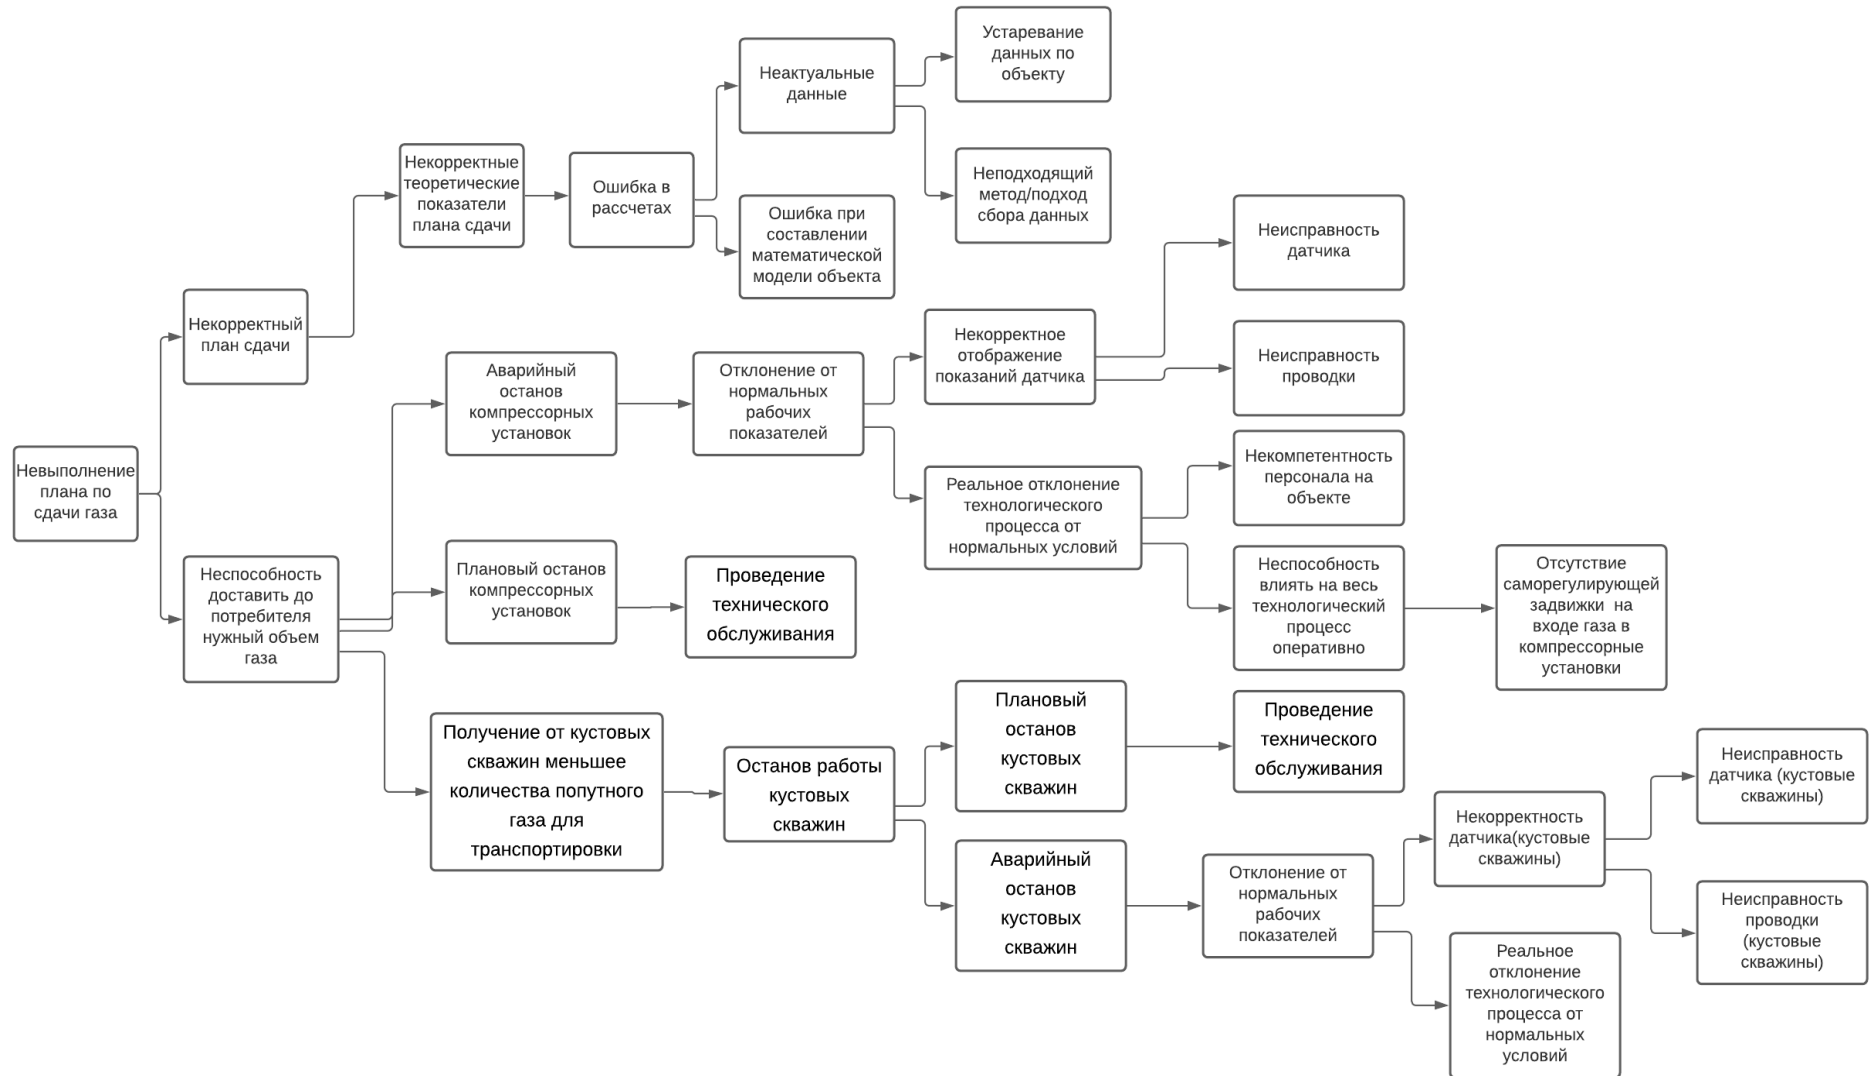 Устаревание
данных по
объекту
Неактуальные
данные
Неподходящий
метод/подход
сбора данных
Некорректные
теоретические
показатели
плана сдачи
Ошибка в
рассчетах
Ошибка при
составлении
математической
модели объекта
Неисправность
датчика
Некорректный
план сдачи
Некорректное
отображение
показаний датчика
Неисправность
проводки
Аварийный
останов
компрессорных
установок
Отклонение от
нормальных
рабочих
показателей
Невыполнение
плана по
сдачи газа
Реальное отклонение
технологического
процесса от
нормальных условий
Некомпетентность
персонала на
объекте
Неспособность
доставить до
потребителя
нужный объем
газа
Плановый останов
компрессорных
установок
Проведение
технического
обслуживания
Неспособность
влиять на весь
технологический
процесс
оперативно
Отсутствие
саморегулирующей
задвижки на
входе газа в
компрессорные
установки
Получение от кустовых
скважин меньшее
количества попутного
газа для
транспортировки
Останов работы
кустовых
скважин
Плановый
останов
кустовых
скважин
Проведение
технического
обслуживания
Аварийный
останов
кустовых
скважин
Отклонение от
нормальных
рабочих
показателей
Некорректность
датчика(кустовые
скважины)
Неисправность
датчика (кустовые
скважины)
Неисправность
проводки
(кустовые
скважины)
Реальное
отклонение
технологического
процесса от
нормальных
условий